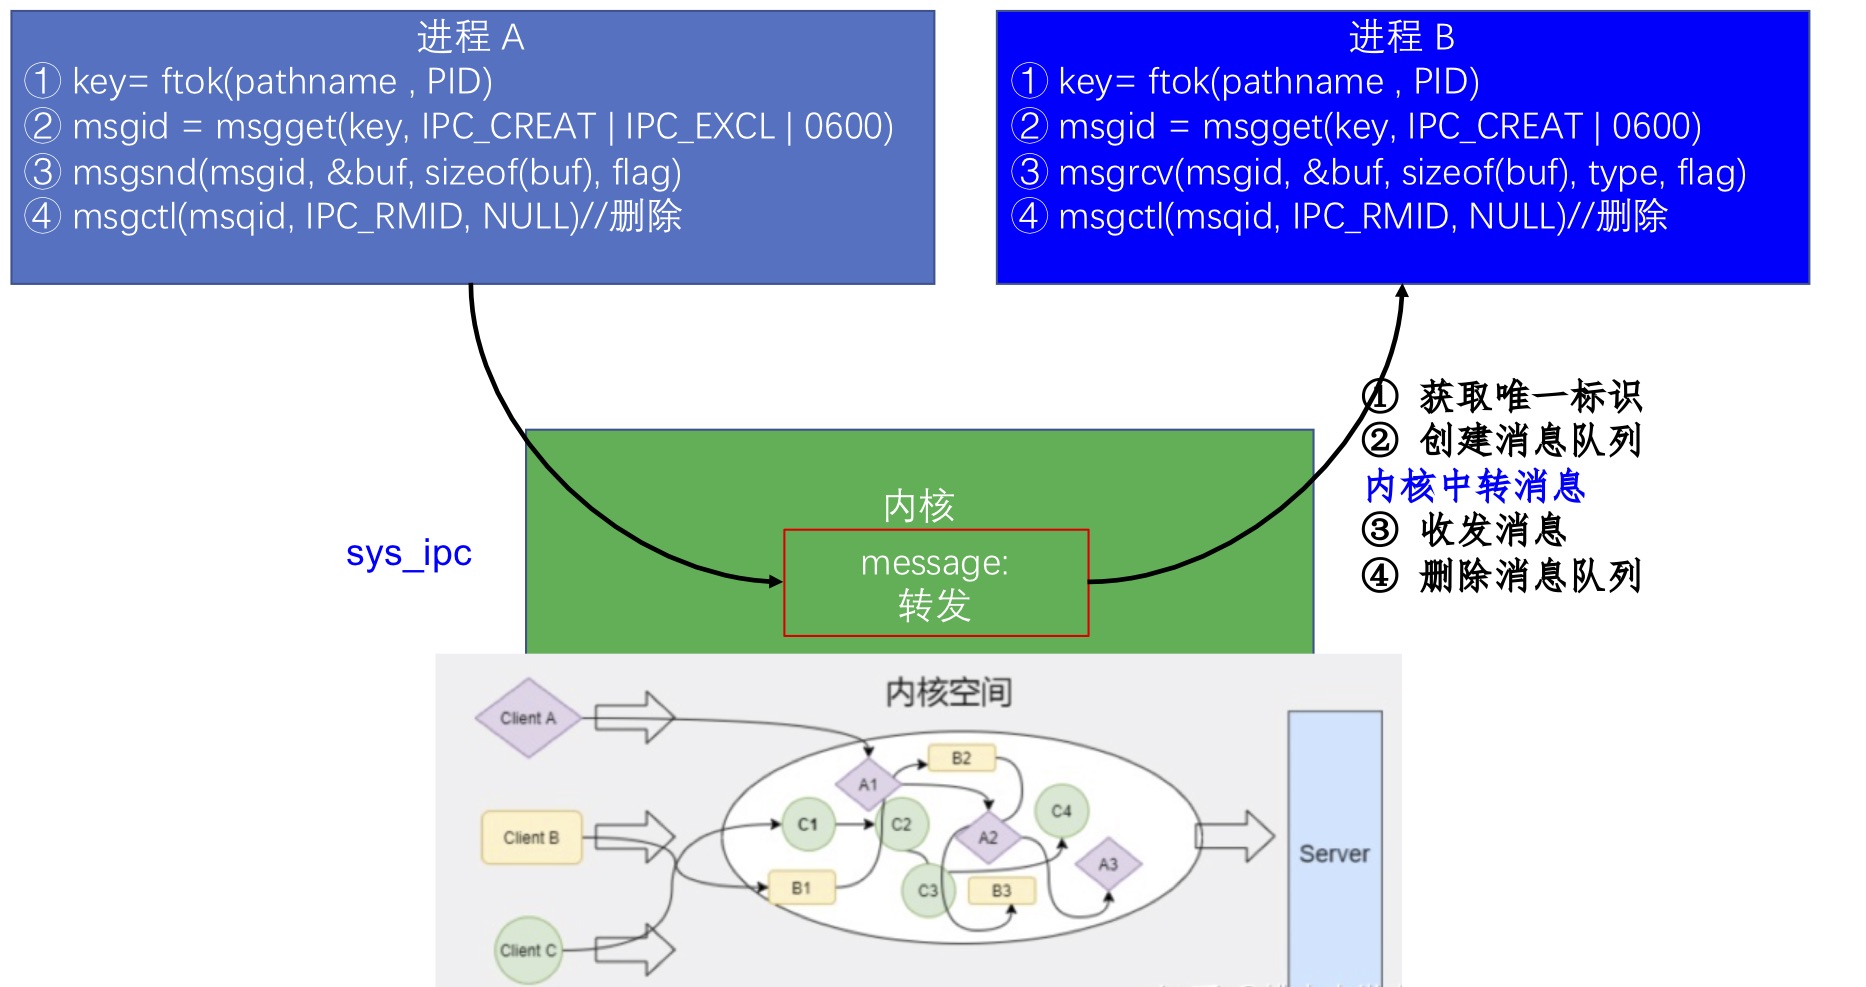 进程 A
① key= ftok(pathname , PID)
② msgid = msgget(key, IPC_CREAT | IPC_EXCL | 0600)
③ msgsnd(msgid, &buf, sizeof(buf), flag)
④ msgctl(msqid, IPC_RMID, NULL)//删除
进程 B
① key= ftok(pathname , PID)
② msgid = msgget(key, IPC_CREAT | 0600)
③ msgrcv(msgid, &buf, sizeof(buf), type, flag)
④ msgctl(msqid, IPC_RMID, NULL)//删除
① 获取唯一标识
② 创建消息队列
内核中转消息
③ 收发消息
④ 删除消息队列
sys_ipc
内核
message:
转发
内核空间
Client A
Client B
Client C
A1
B2
C1
C2
C4
A2
A3
B1
C3
B3
Server